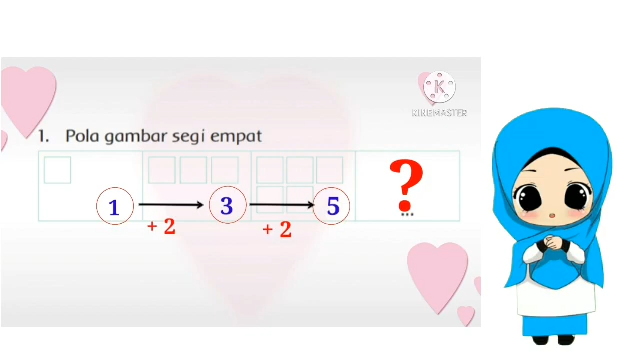 K
KINEMASTER
1. Pola gambar segi empat
1 3 5 ?
...
+ 2 + 2